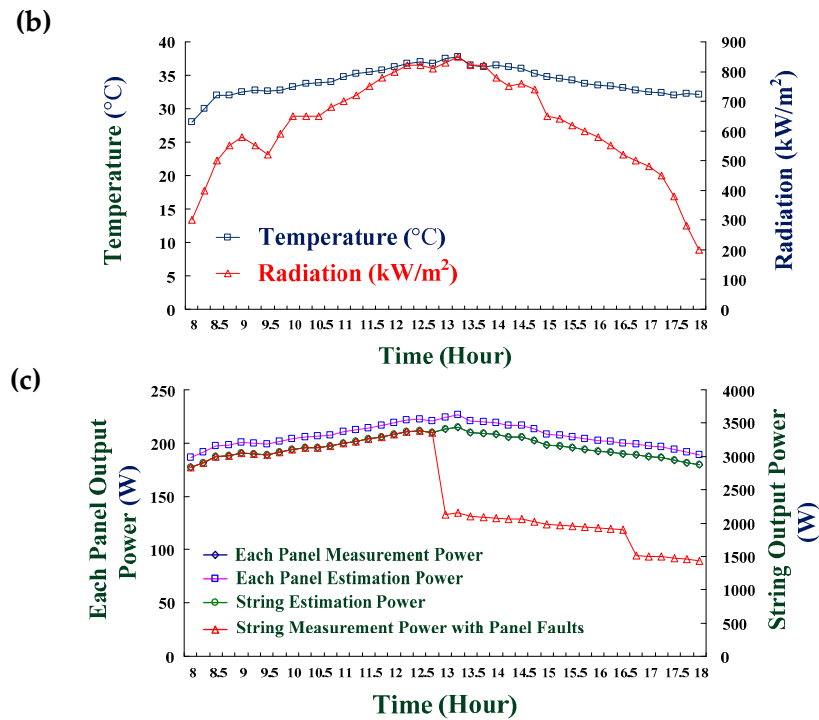 (b)
40
35
30
25
20
15
10
5
0
Temperature (°C)
900
800
700
600
500
400
300
200
100
0
Radiation (kW/m²)
Temperature (°C)
Radiation (kW/m²)
8 8.5 9 9.5 10 10.5 11 11.5 12 12.5 13 13.5 14 14.5 15 15.5 16 16.5 17 17.5 18
Time (Hour)
(c)
250
200
150
100
50
0
Each Panel Output
Power (W)
4000
3500
3000
2500
2000
1500
1000
500
0
String Output Power
(W)
Each Panel Measurement Power
Each Panel Estimation Power
String Estimation Power
String Measurement Power with Panel Faults
8 8.5 9 9.5 10 10.5 11 11.5 12 12.5 13 13.5 14 14.5 15 15.5 16 16.5 17 17.5 18
Time (Hour)